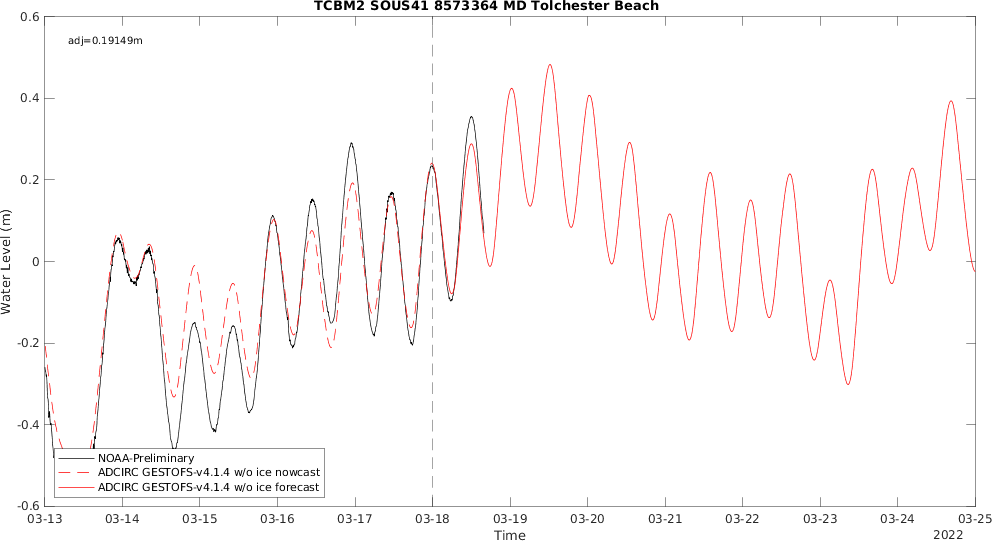 TCBM2 SOUS41 8573364 MD Tolchester Beach
adj=0.19149m
0.6
0.4
0.2
0
-0.2
-0.4
-0.6
Water Level (m)
NOAA-Preliminary
ADCIRC GESTOFS-v4.1.4 w/o ice nowcast
ADCIRC GESTOFS-v4.1.4 w/o ice forecast
03-13 03-14 03-15 03-16 03-17 03-18 03-19 03-20 03-21 03-22 03-23 03-24 03-25
Time
2022